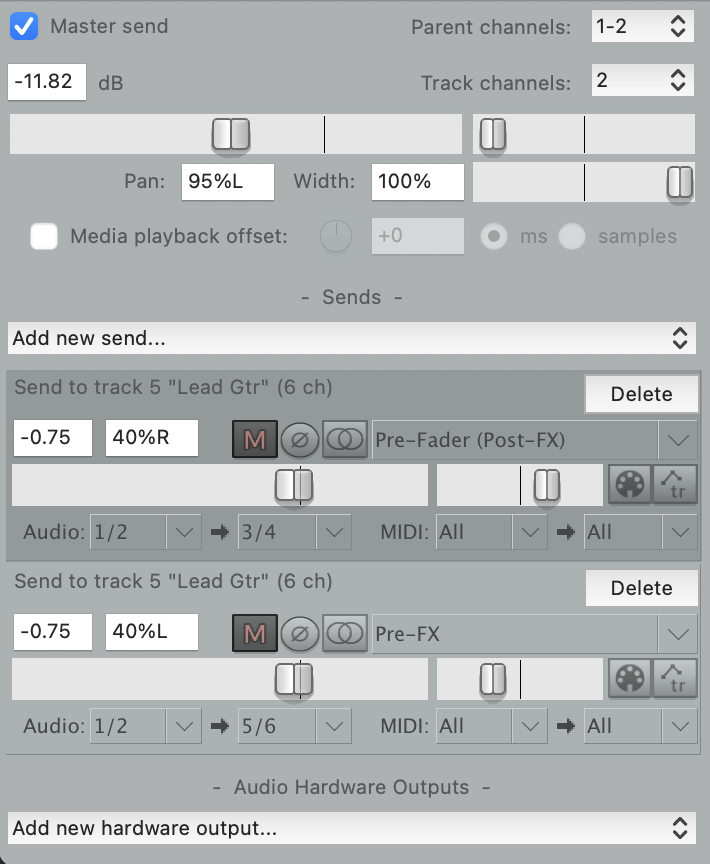 Master send Parent channels: 1-2
-11.82 dB Track channels: 2
Pan: 95%L Width: 100%
Media playback offset: +0 ms samples
- Sends -
Add new send...
Send to track 5 "Lead Gtr" (6 ch) Delete
-0.75 40%R M Pre-Fader (Post-FX)
tr
Audio: 1/2 3/4 MIDI: All All
Send to track 5 "Lead Gtr" (6 ch) Delete
-0.75 40%L M Pre-FX
tr
Audio: 1/2 5/6 MIDI: All All
- Audio Hardware Outputs -
Add new hardware output...